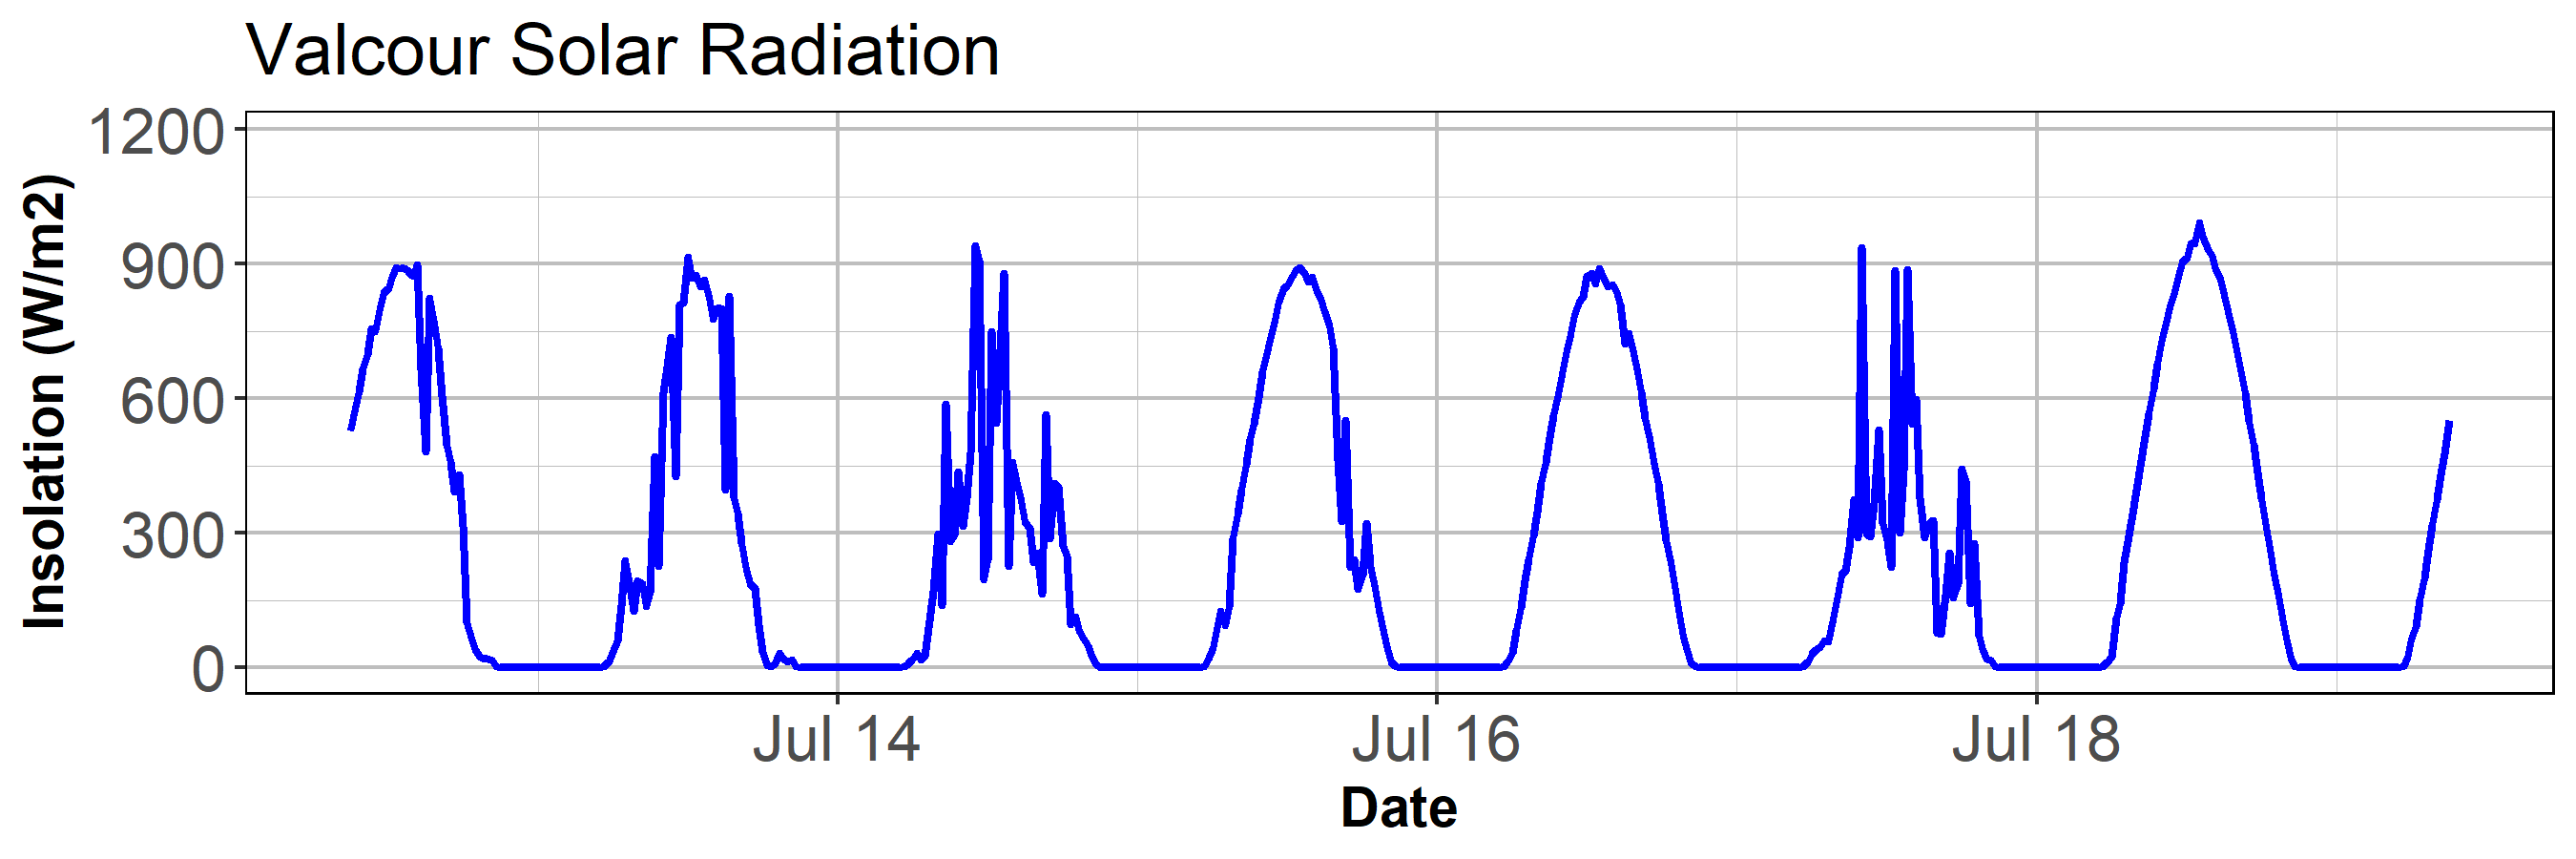 Valcour Solar Radiation
Insolation (W/m2)
1200
900
600
300
0
Jul 14
Jul 16
Jul 18
Date